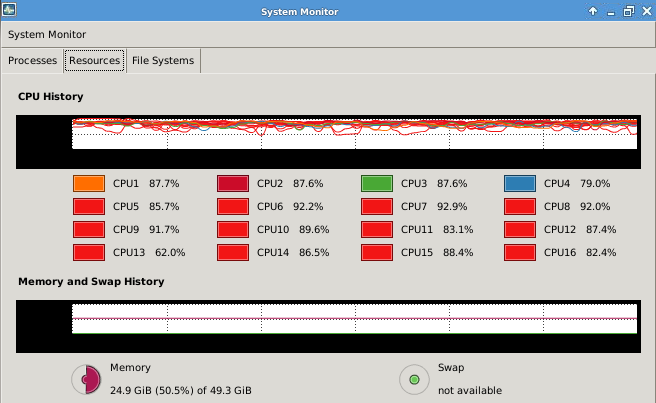 System Monitor
System Monitor
Processes Resources File Systems
CPU History
CPU1 87.7% CPU2 87.6% CPU3 87.6% CPU4 79.0%
CPU5 85.7% CPU6 92.2% CPU7 92.9% CPU8 92.0%
CPU9 91.7% CPU10 89.6% CPU11 83.1% CPU12 87.4%
CPU13 62.0% CPU14 86.5% CPU15 88.4% CPU16 82.4%
Memory and Swap History
Memory Swap
24.9 GiB (50.5%) of 49.3 GiB not available